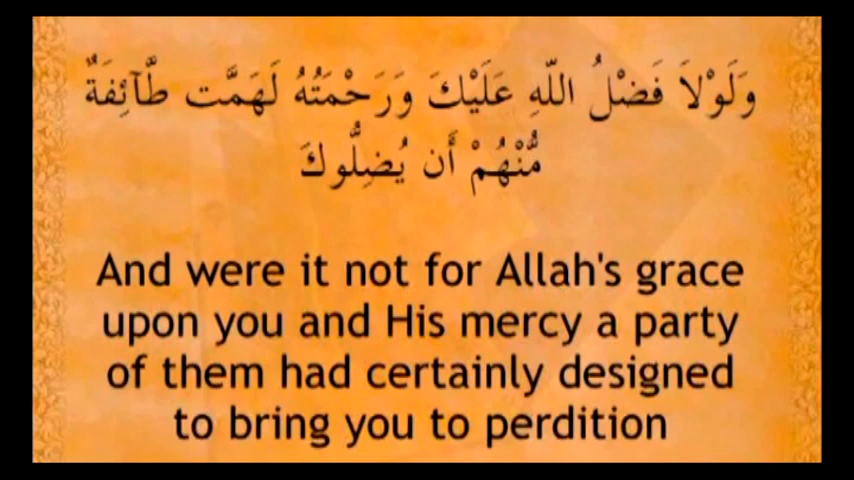 وَلَوْلاَ فَضْلُ اللّهِ عَلَيْكَ وَرَحْمَتُهُ لَهَمَّت طَّآئِفَةٌ
مُّنْهُمْ أَن يُضِلُّوكَ
And were it not for Allah's grace
upon you and His mercy a party
of them had certainly designed
to bring you to perdition